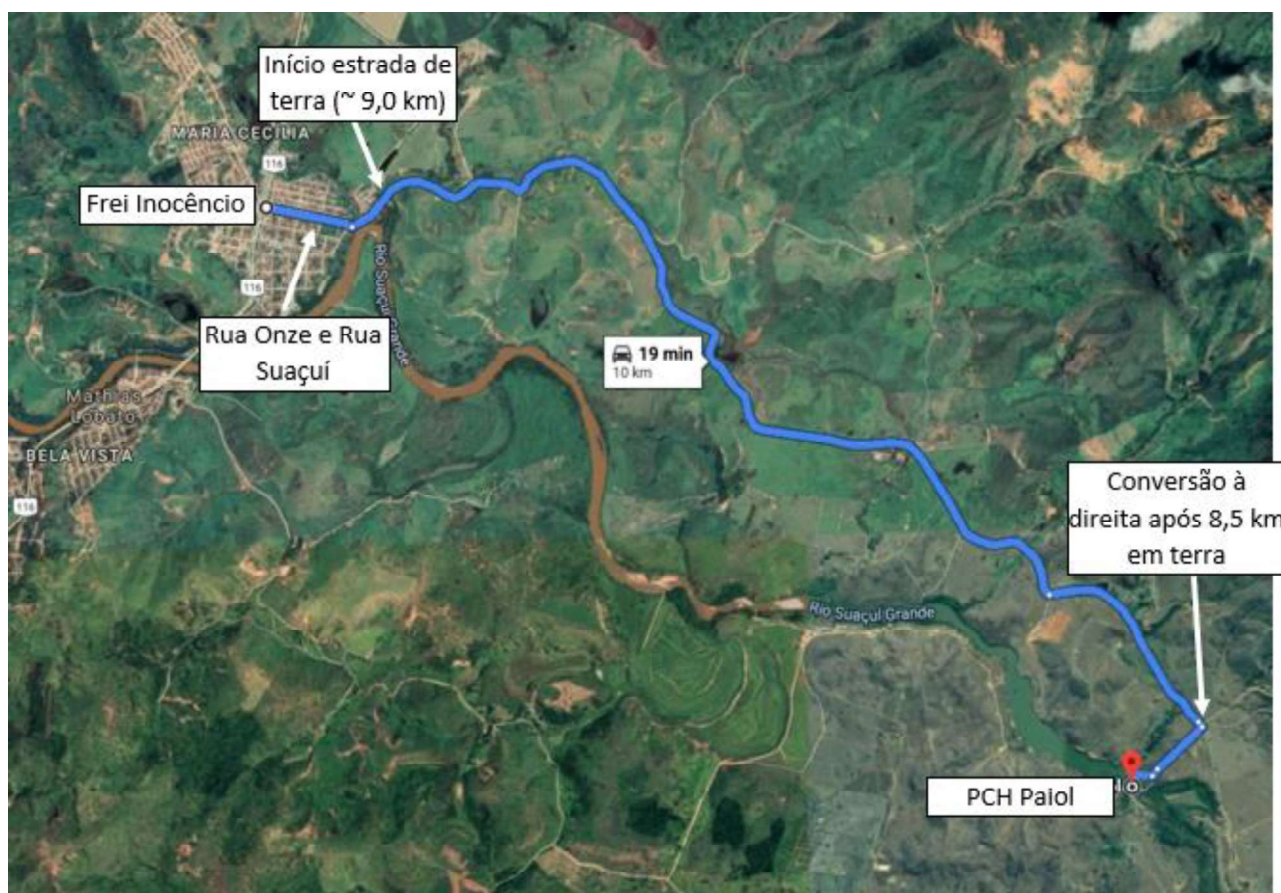 Início estrada de
terra (~ 9,0 km)
MARIA CECÍLIA
116
Frei Inocêncio
116
Rio Suaçuí Grande
Rua Onze e Rua
Suaçuí
19 min
10 km
Mathias
Lobato
BELA VISTA
116
Conversão à
direita após 8,5 km
em terra
Rio Suaçuí Grande
PCH Paiol